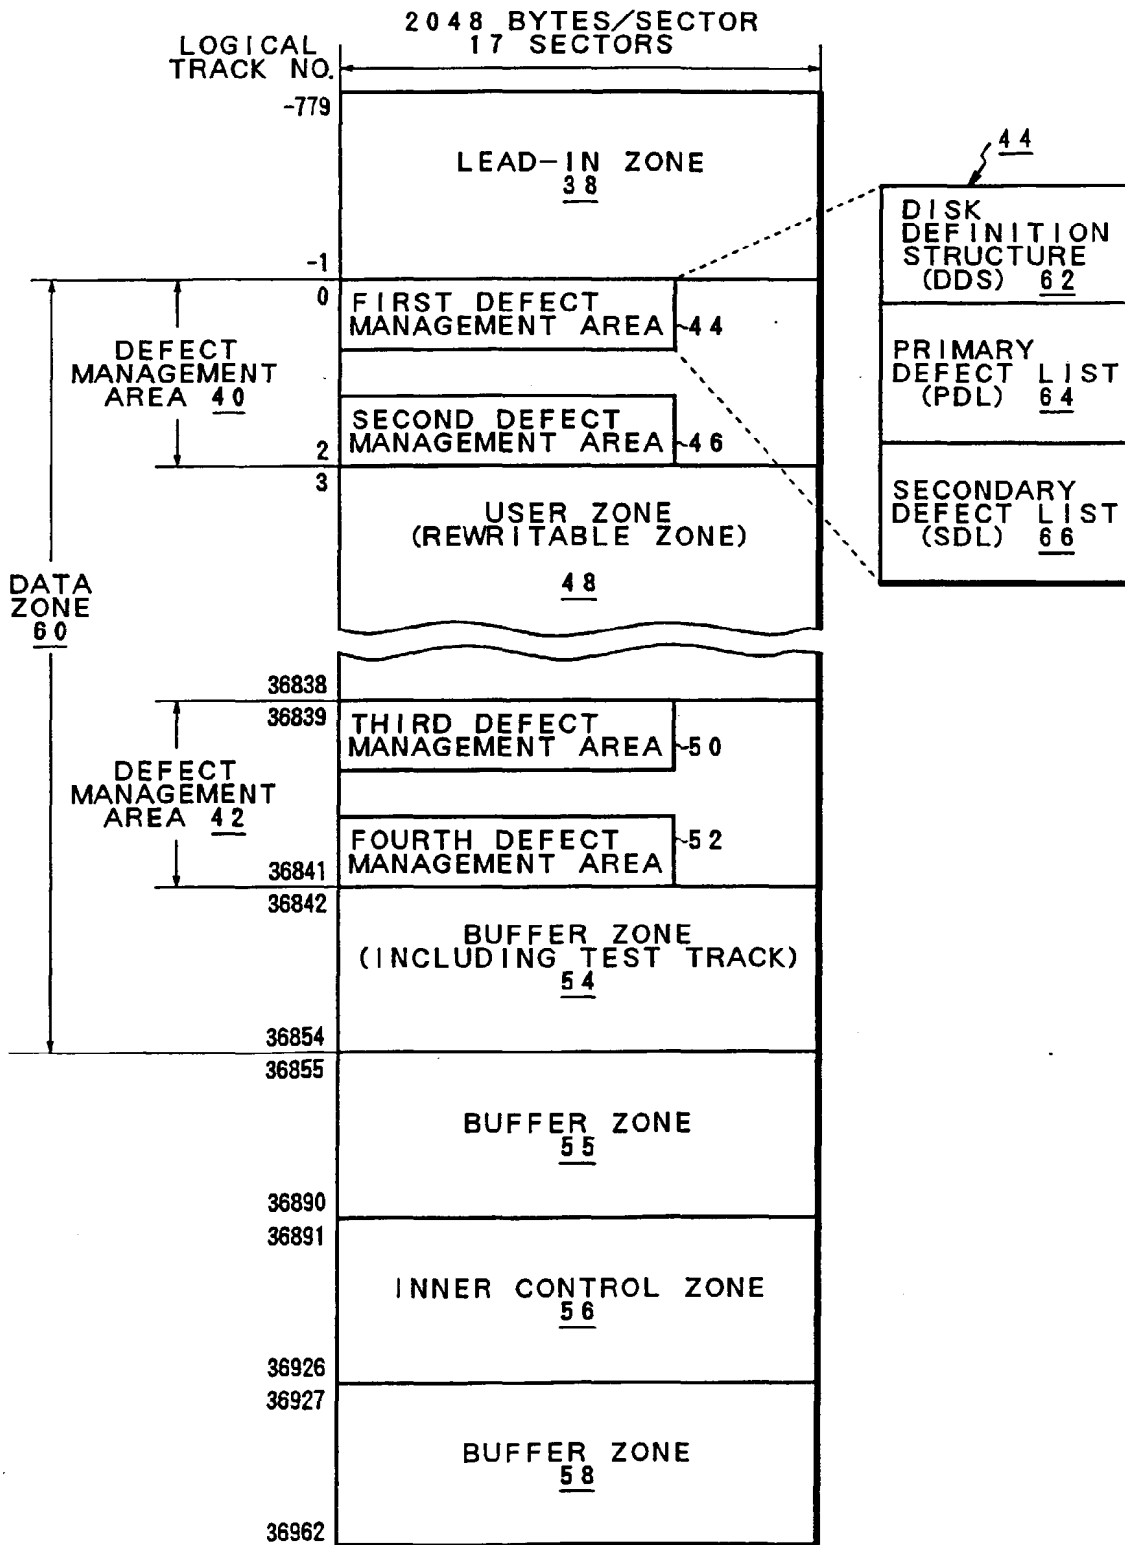 2048 BYTES/SECTOR
17 SECTORS
LOGICAL
TRACK NO.
-779
LEAD-IN ZONE
38
-1
0
FIRST DEFECT
MANAGEMENT AREA
44
DEFECT
MANAGEMENT
AREA 40
SECOND DEFECT
MANAGEMENT AREA
46
2
3
USER ZONE
(REWRITABLE ZONE)
48
44
DISK
DEFINITION
STRUCTURE
(DDS) 62
PRIMARY
DEFECT LIST
(PDL) 64
SECONDARY
DEFECT LIST
(SDL) 66
DATA
ZONE
60
36838
36839
THIRD DEFECT
MANAGEMENT AREA
50
DEFECT
MANAGEMENT
AREA 42
FOURTH DEFECT
MANAGEMENT AREA
52
36841
36842
BUFFER ZONE
(INCLUDING TEST TRACK)
54
36854
36855
BUFFER ZONE
55
36890
36891
INNER CONTROL ZONE
56
36926
36927
BUFFER ZONE
58
36962